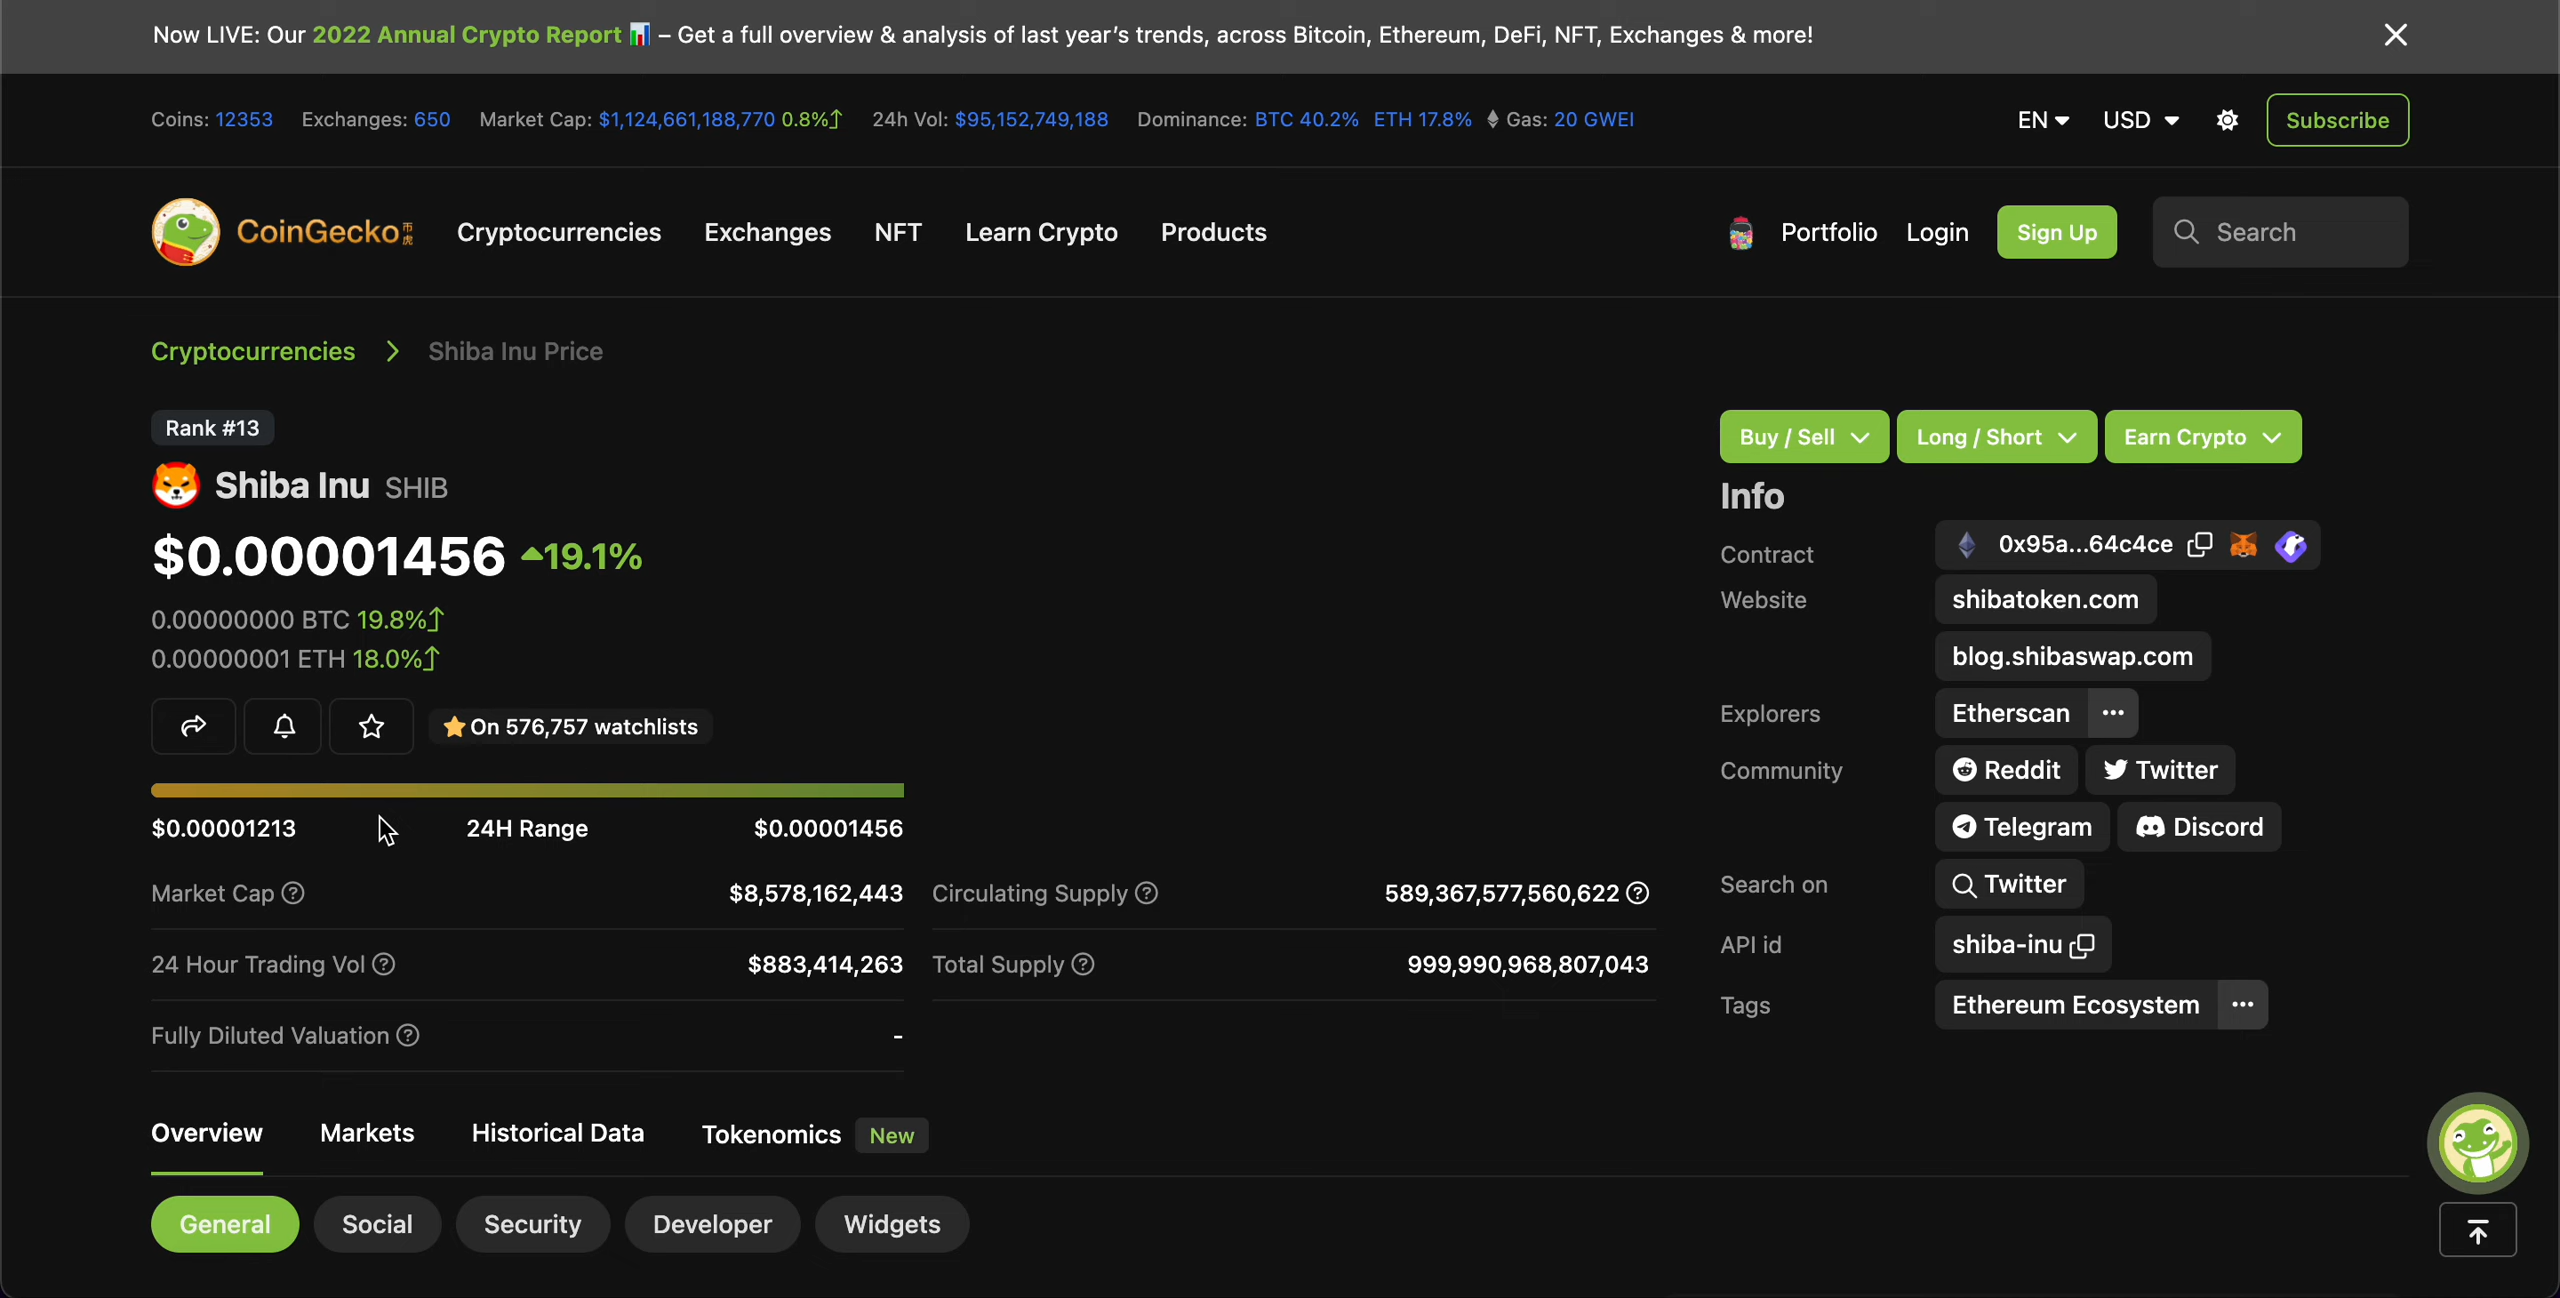 Now LIVE: Our 2022 Annual Crypto Report 📊 – Get a full overview & analysis of last year's trends, across Bitcoin, Ethereum, DeFi, NFT, Exchanges & more!
Coins: 12353 Exchanges: 650 Market Cap: $1,124,661,188,770 0.8% 24h Vol: $95,152,749,188 Dominance: BTC 40.2% ETH 17.8% Gas: 20 GWEI
EN USD Subscribe
CoinGecko 币虎 Cryptocurrencies Exchanges NFT Learn Crypto Products
Portfolio Login Sign Up Search
Cryptocurrencies > Shiba Inu Price
Rank #13
Shiba Inu SHIB
$0.00001456 19.1%
0.00000000 BTC 19.8%
0.00000001 ETH 18.0%
On 576,757 watchlists
$0.00001213 24H Range $0.00001456
Market Cap $8,578,162,443
24 Hour Trading Vol $883,414,263
Fully Diluted Valuation -
Circulating Supply 589,367,577,560,622
Total Supply 999,990,968,807,043
Buy / Sell Long / Short Earn Crypto
Info
Contract 0x95a...64c4ce
Website shibatoken.com
blog.shibaswap.com
Explorers Etherscan ...
Community Reddit Twitter
Telegram Discord
Search on Twitter
API id shiba-inu
Tags Ethereum Ecosystem ...
Overview Markets Historical Data Tokenomics New
General Social Security Developer Widgets